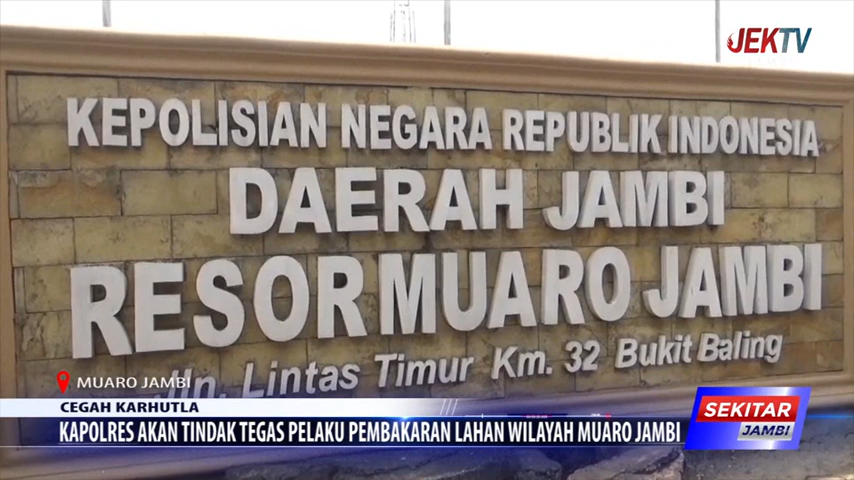 JEKTV
KEPOLISIAN NEGARA REPUBLIK INDONESIA
DAERAH JAMBI
RESOR MUARO JAMBI
Jln. Lintas Timur Km. 32 Bukit Baling
MUARO JAMBI
CEGAH KARHUTLA
KAPOLRES AKAN TINDAK TEGAS PELAKU PEMBAKARAN LAHAN WILAYAH MUARO JAMBI
SEKITAR
JAMBI